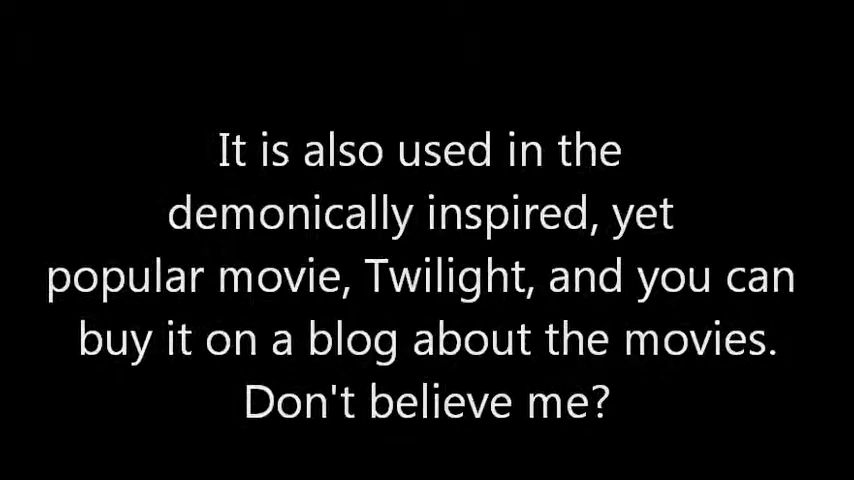 It is also used in the
demonically inspired, yet
popular movie, Twilight, and you can
buy it on a blog about the movies.
Don't believe me?